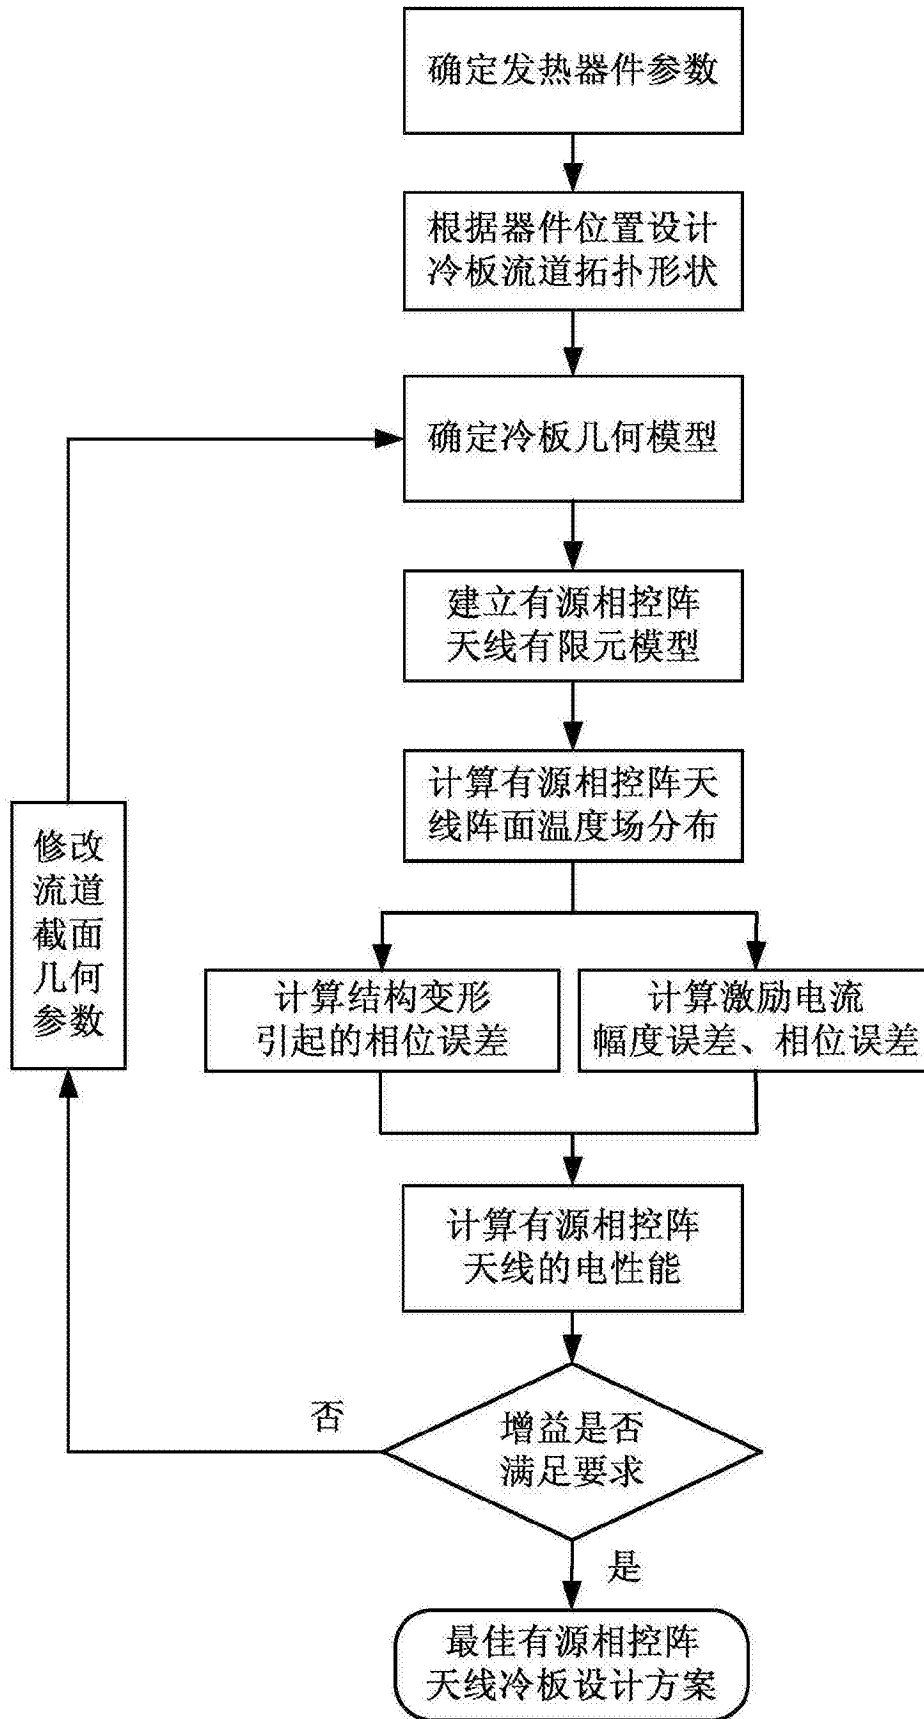 确定发热器件参数
根据器件位置设计
冷板流道拓扑形状
确定冷板几何模型
建立有源相控阵
天线有限元模型
计算有源相控阵天
线阵面温度场分布
修改
流道
截面
几何
参数
计算结构变形
引起的相位误差
计算激励电流
幅度误差、相位误差
计算有源相控阵
天线的电性能
否
增益是否
满足要求
是
最佳有源相控阵
天线冷板设计方案